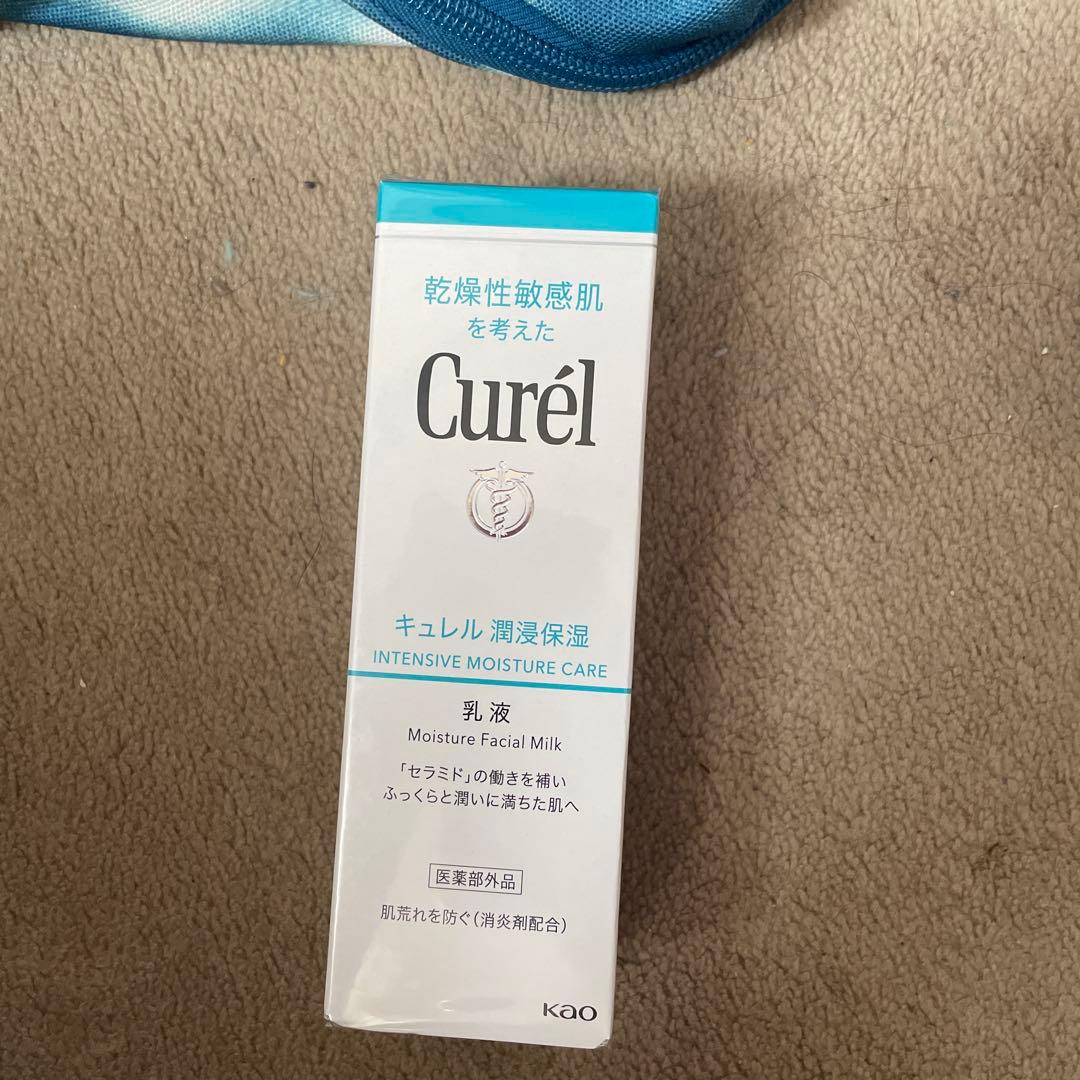 乾燥性敏感肌
を考えた
Curél
キュレル 潤浸保湿
INTENSIVE MOISTURE CARE
乳液
Moisture Facial Milk
「セラミド」の働きを補い
ふっくらと潤いに満ちた肌へ
医薬部外品
肌荒れを防ぐ(消炎剤配合)
Kao